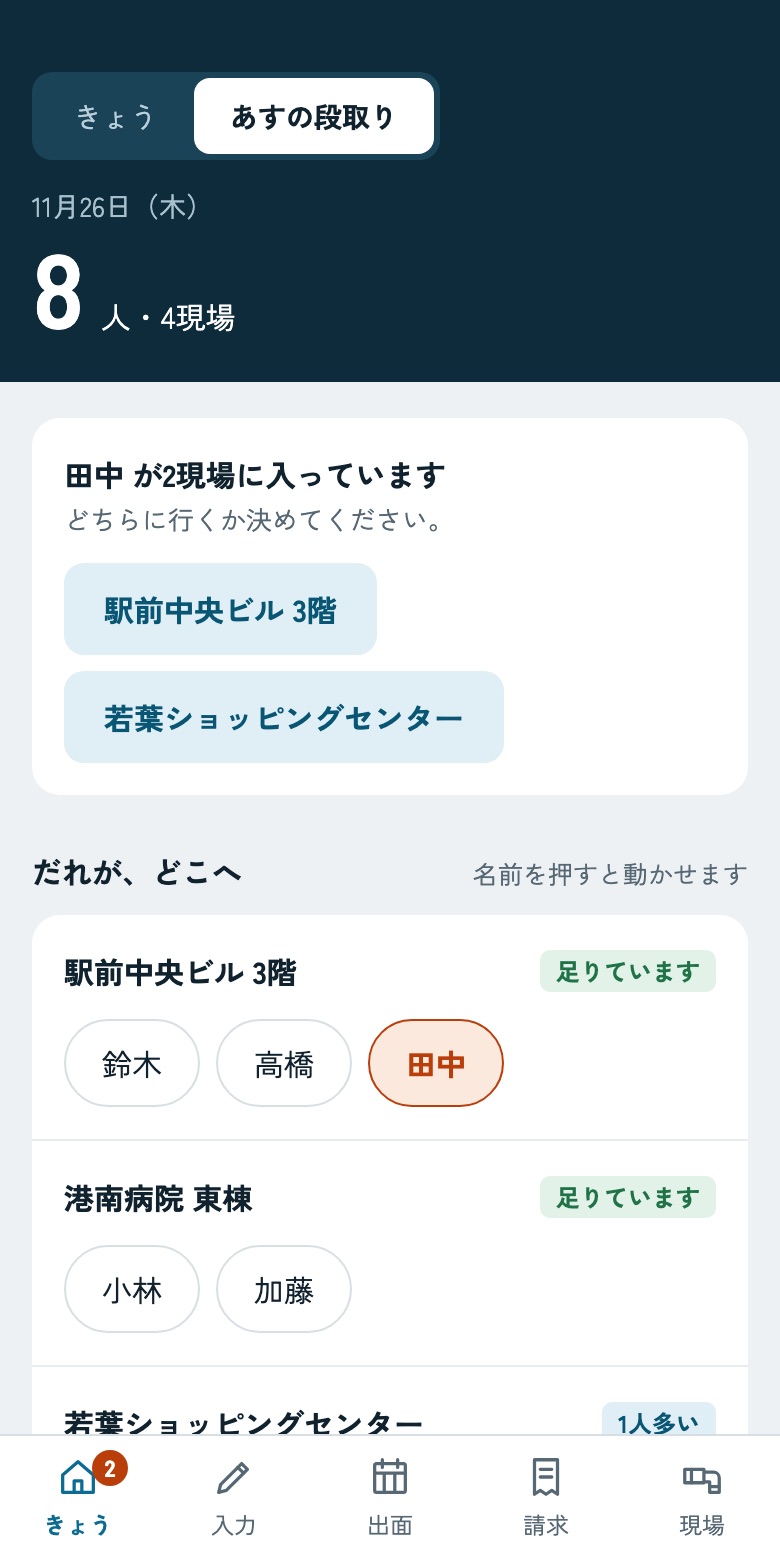 きょう
あすの段取り
11月26日（木）
8 人・4現場
田中 が2現場に入っています
どちらに行くか決めてください。
駅前中央ビル 3階
若葉ショッピングセンター
だれが、どこへ
名前を押すと動かせます
駅前中央ビル 3階
足りています
鈴木
高橋
田中
港南病院 東棟
足りています
小林
加藤
若葉ショッピングセンター
1人多い
2
きょう
入力
出面
請求
現場